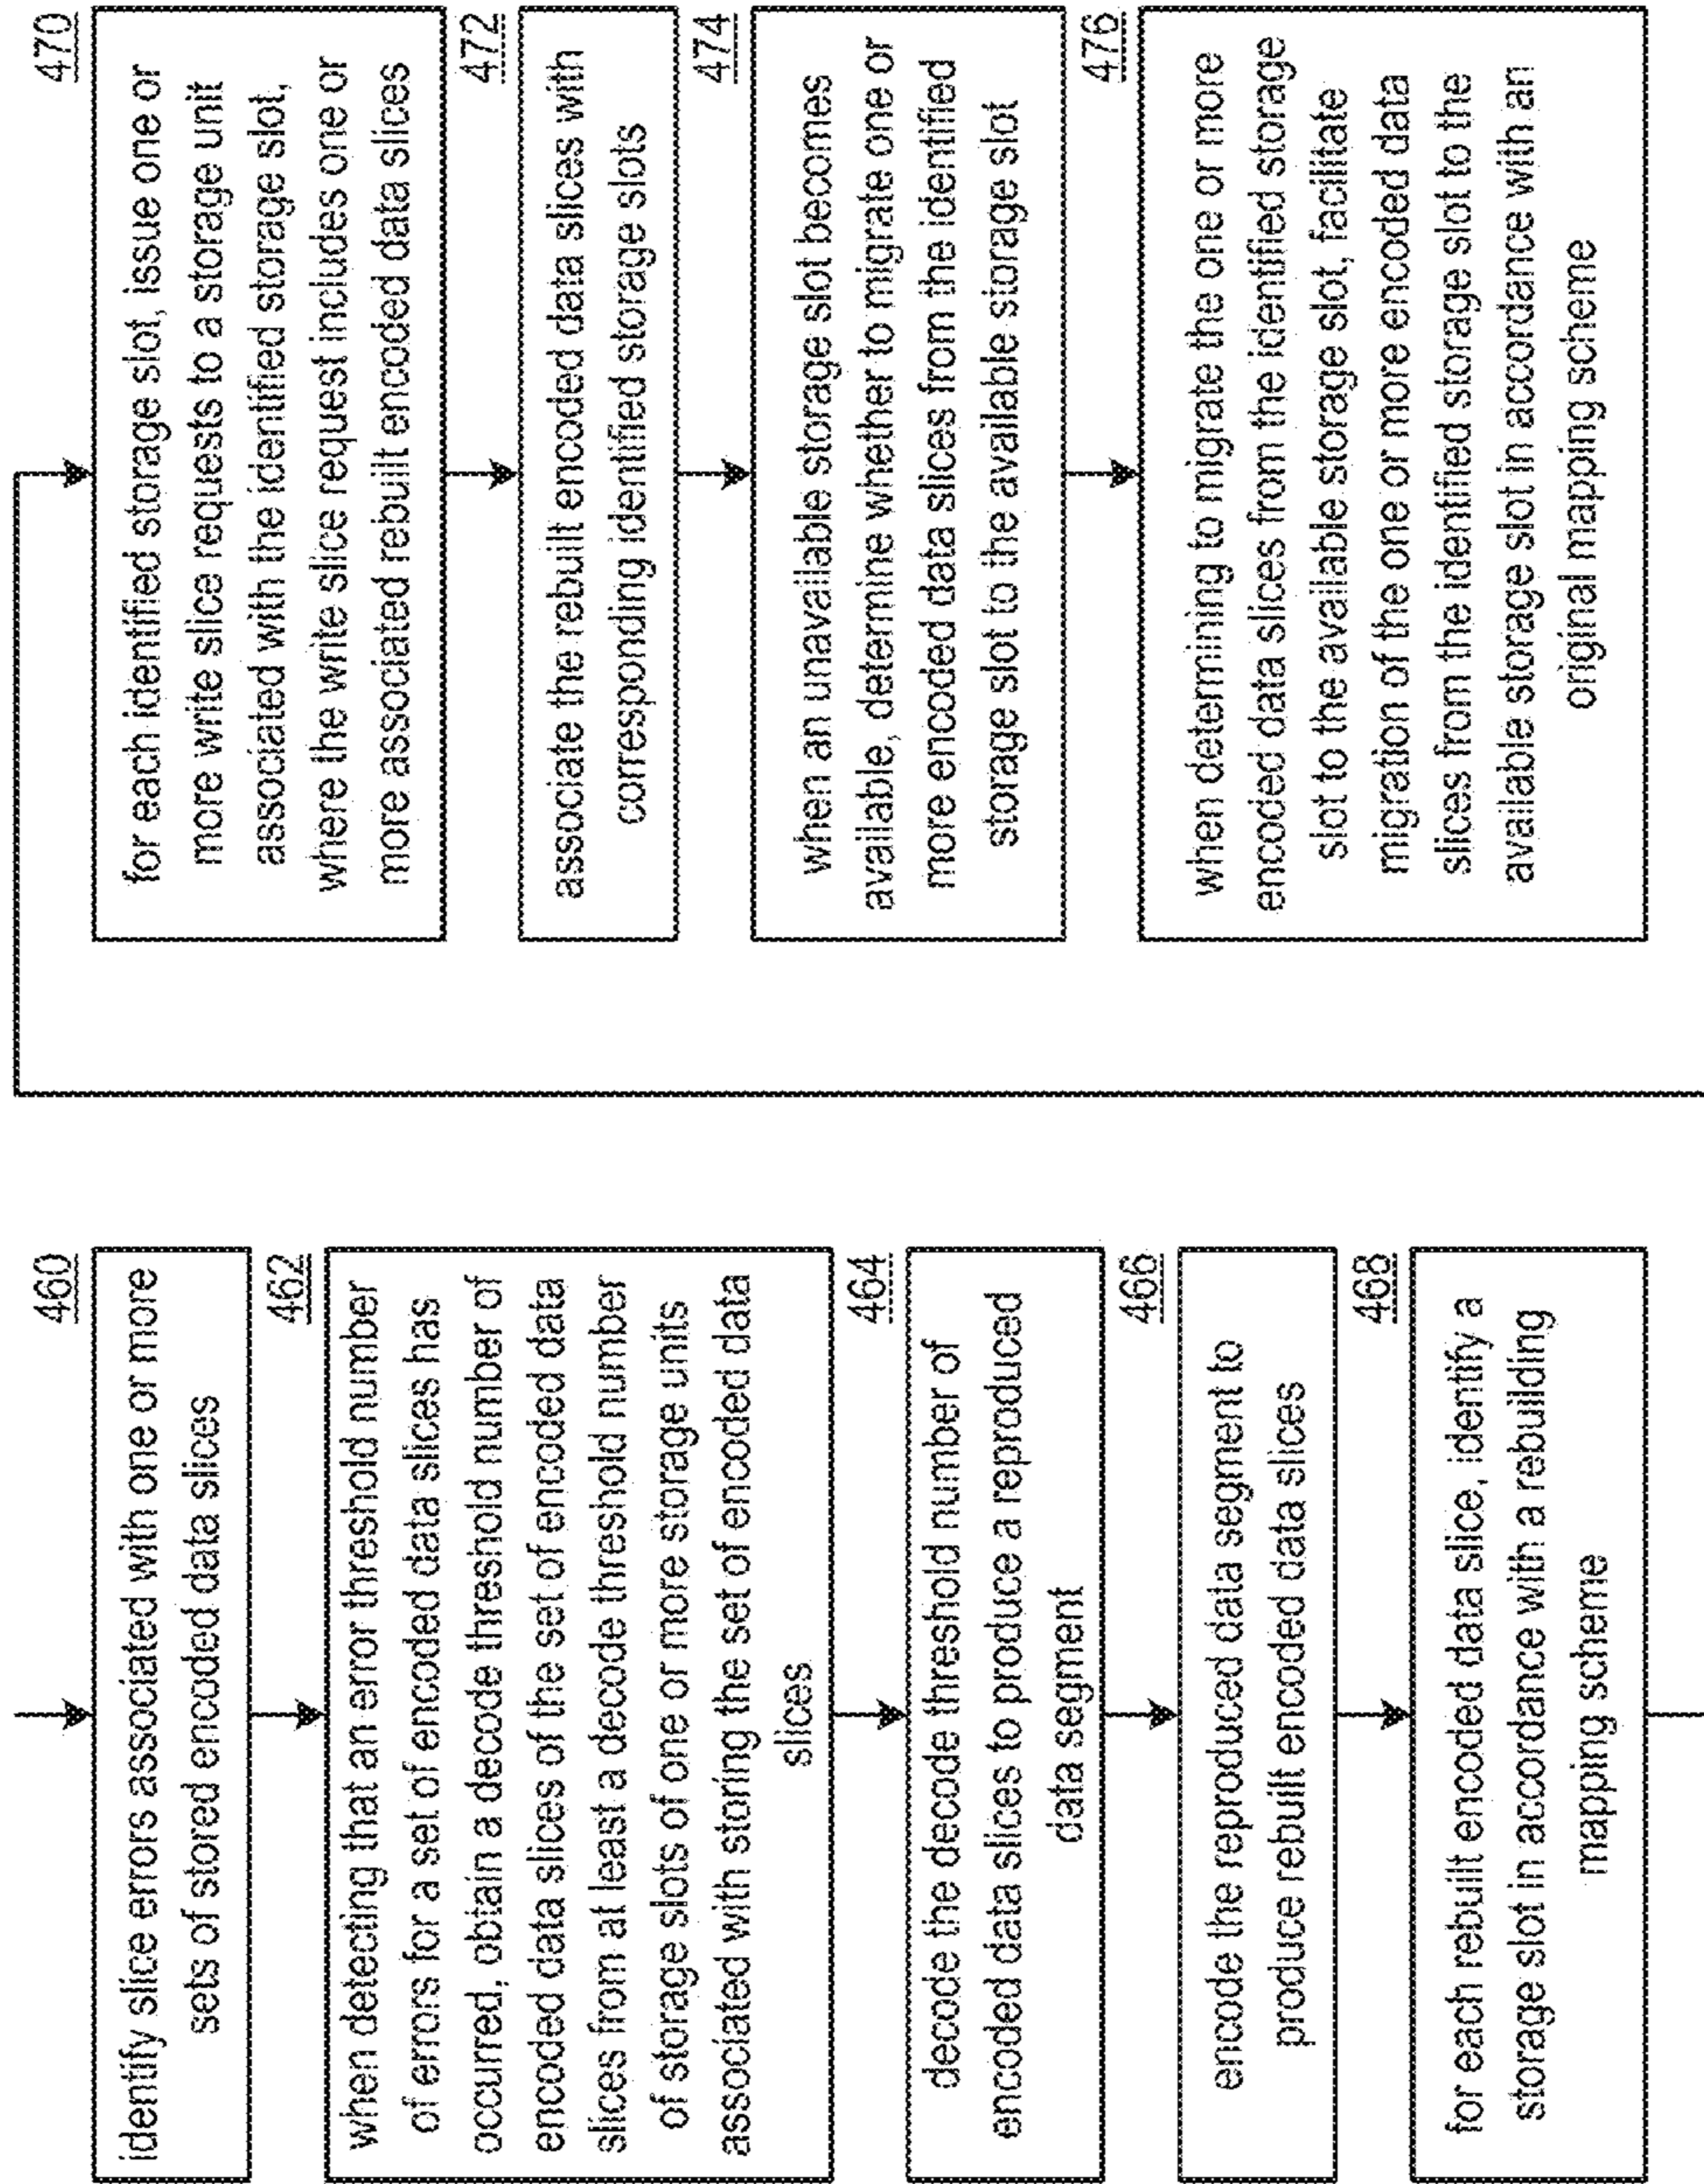 460
identify slice errors associated with one or more
sets of stored encoded data slices
462
when detecting that an error threshold number
of errors for a set of encoded data slices has
occurred, obtain a decode threshold number of
encoded data slices of the set of encoded data
slices from at least a decode threshold number
of storage slots of one or more storage units
associated with storing the set of encoded data
slices
464
decode the decode threshold number of
encoded data slices to produce a reproduced
data segment
466
encode the reproduced data segment to
produce rebuilt encoded data slices
468
for each rebuilt encoded data slice, identify a
storage slot in accordance with a rebuilding
mapping scheme
470
for each identified storage slot, issue one or
more write slice requests to a storage unit
associated with the identified storage slot,
where the write slice request includes one or
more associated rebuilt encoded data slices
472
associate the rebuilt encoded data slices with
corresponding identified storage slots
474
when an unavailable storage slot becomes
available, determine whether to migrate one or
more encoded data slices from the identified
storage slot to the available storage slot
476
when determining to migrate the one or more
encoded data slices from the identified storage
slot to the available storage slot, facilitate
migration of the one or more encoded data
slices from the identified storage slot to the
available storage slot in accordance with an
original mapping scheme